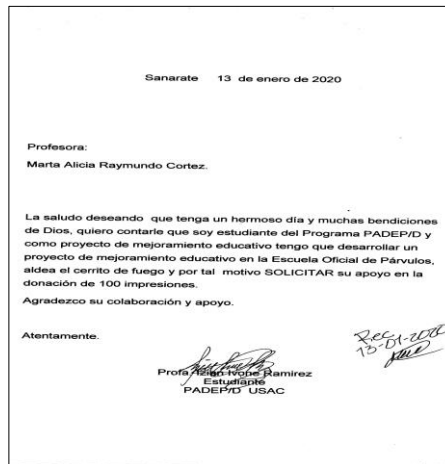 Sanarate 13 de enero de 2020
Profesora:
Marta Alicia Raymundo Cortez.
La saludo deseando que tenga un hermoso día y muchas bendiciones
de Dios, quiero contarle que soy estudiante del Programa PADEP/D y
como proyecto de mejoramiento educativo tengo que desarrollar un
proyecto de mejoramiento educativo en la Escuela Oficial de Párvulos,
aldea el cerrito de fuego y por tal motivo SOLICITAR su apoyo en la
donación de 100 impresiones.
Agradezco su colaboración y apoyo.
Atentamente.
Rec
13-01-2020
Profa Ivone Ramirez
Estudiante
PADEP/D USAC